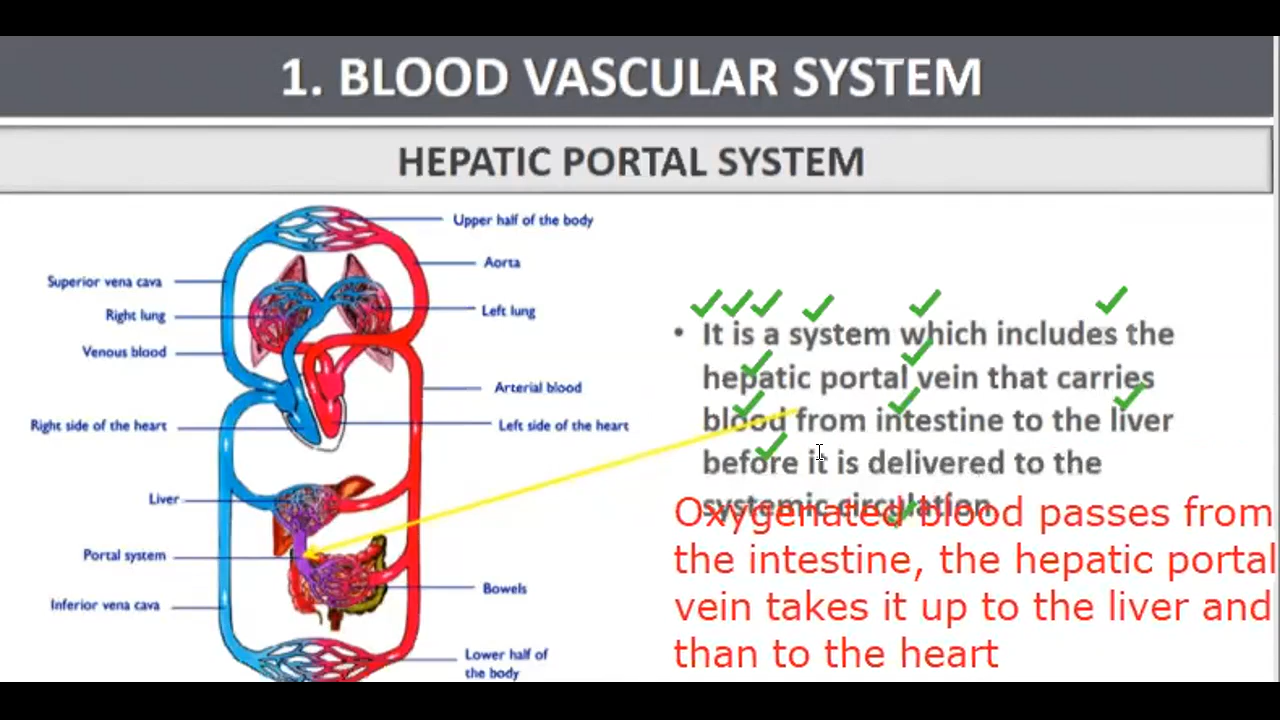 1. BLOOD VASCULAR SYSTEM
HEPATIC PORTAL SYSTEM
Upper half of the body
Aorta
Superior vena cava
Right lung
Left lung
Venous blood
Arterial blood
Right side of the heart
Left side of the heart
Liver
Portal system
Bowels
Inferior vena cava
Lower half of
the body
• It is a system which includes the
hepatic portal vein that carries
blood from intestine to the liver
before it is delivered to the
systemic circulation.
Oxygenated blood passes from
the intestine, the hepatic portal
vein takes it up to the liver and
than to the heart